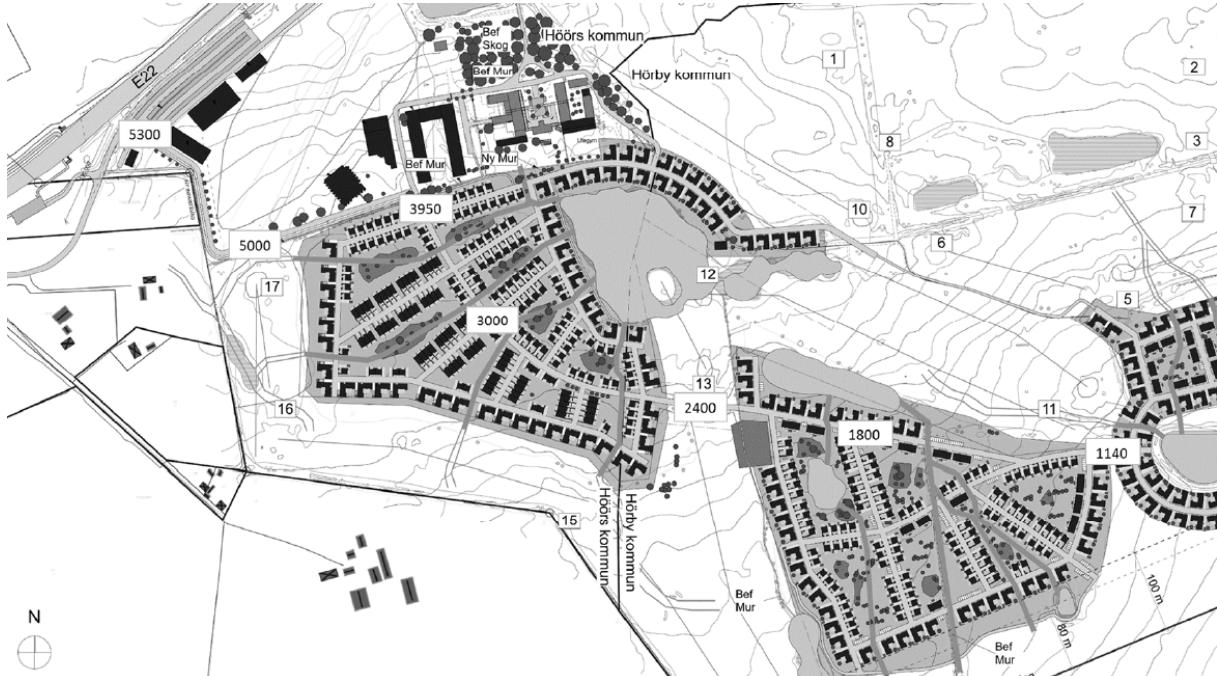 Bef
Skog
Höörs kommun
Bef Mur
Hörby kommun
E22
1
2
5300
8
3
Bef Mur
Ny Mur
Utegym
3950
10
7
5000
6
12
17
5
3000
13
16
2400
11
1800
1140
15
Höörs kommun
Hörby kommun
Bef
Mur
100 m
80 m
Bef
Mur
N